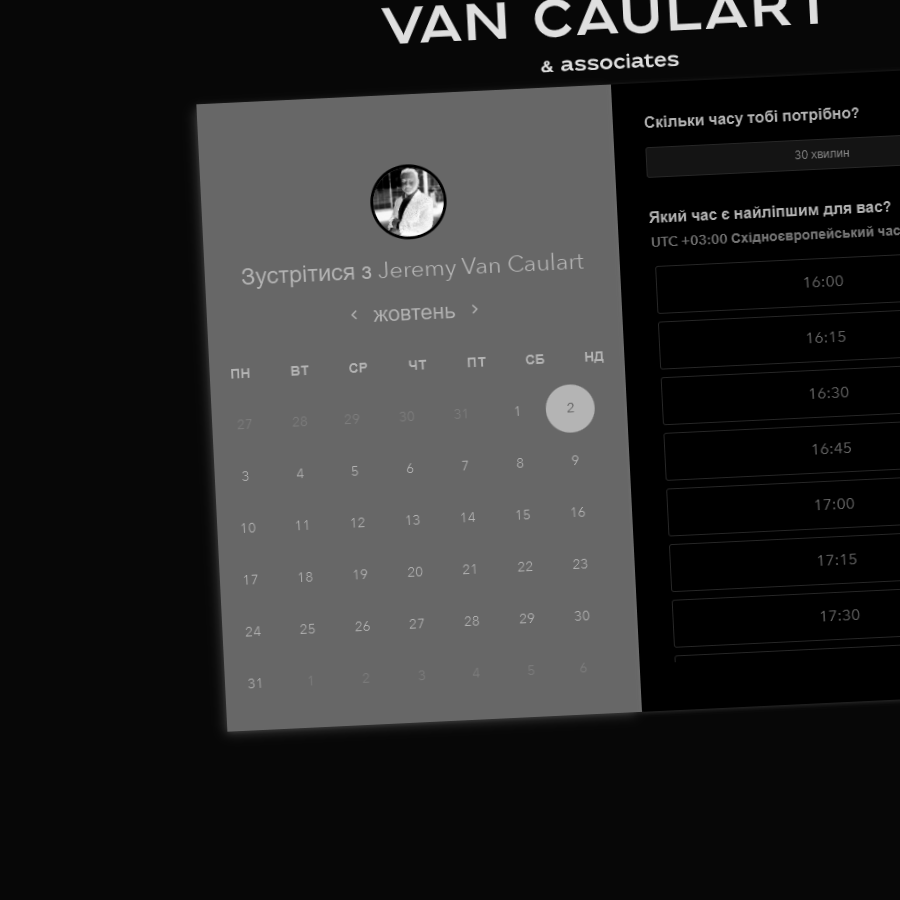 VAN CAULART
& associates
Зустрітися з Jeremy Van Caulart
жовтень
ПН ВТ СР ЧТ ПТ СБ НД
27 28 29 30 31 1 2
3 4 5 6 7 8 9
10 11 12 13 14 15 16
17 18 19 20 21 22 23
24 25 26 27 28 29 30
31 1 2 3 4 5 6
Скільки часу тобі потрібно?
30 хвилин
Який час є найліпшим для вас?
UTC +03:00 Східноєвропейський час
16:00
16:15
16:30
16:45
17:00
17:15
17:30